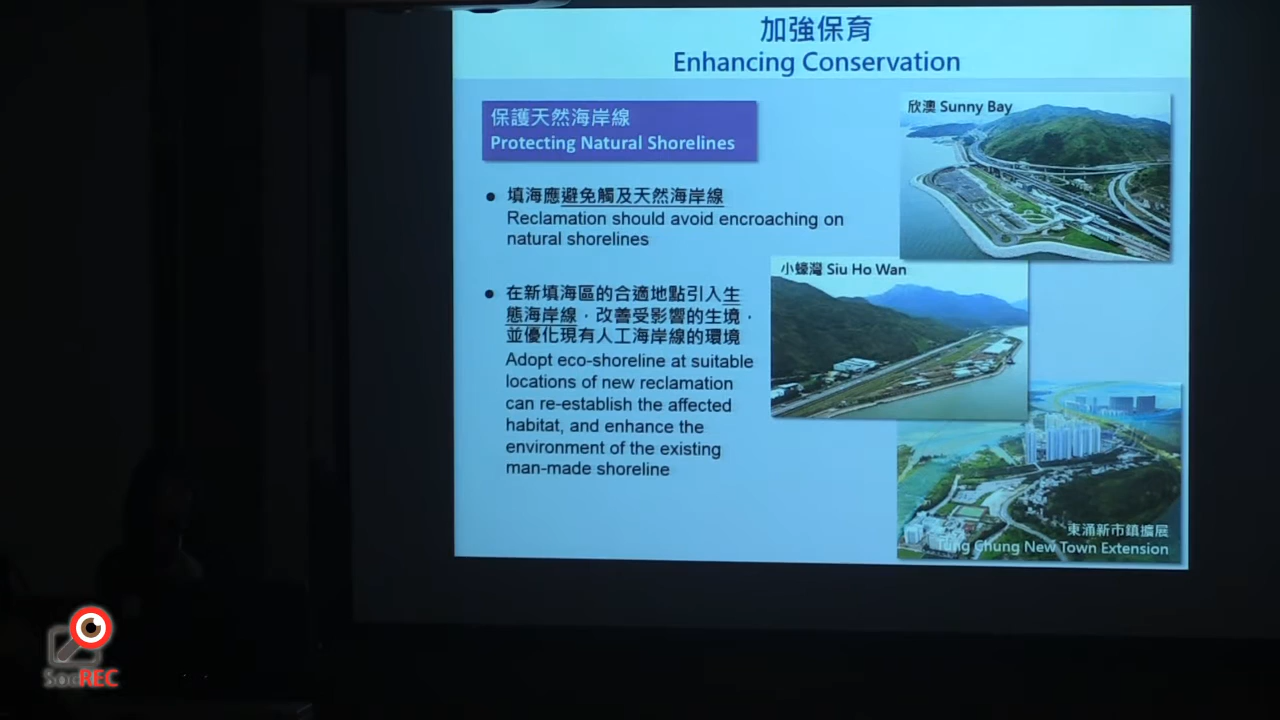 加強保育
Enhancing Conservation
保護天然海岸線
Protecting Natural Shorelines
欣澳 Sunny Bay
• 填海應避免觸及天然海岸線
Reclamation should avoid encroaching on
natural shorelines
小蠔灣 Siu Ho Wan
• 在新填海區的合適地點引入生
態海岸線，改善受影響的生境，
並優化現有人工海岸線的環境
Adopt eco-shoreline at suitable
locations of new reclamation
can re-establish the affected
habitat, and enhance the
environment of the existing
man-made shoreline
東涌新市鎮擴展
Tung Chung New Town Extension
SocREC